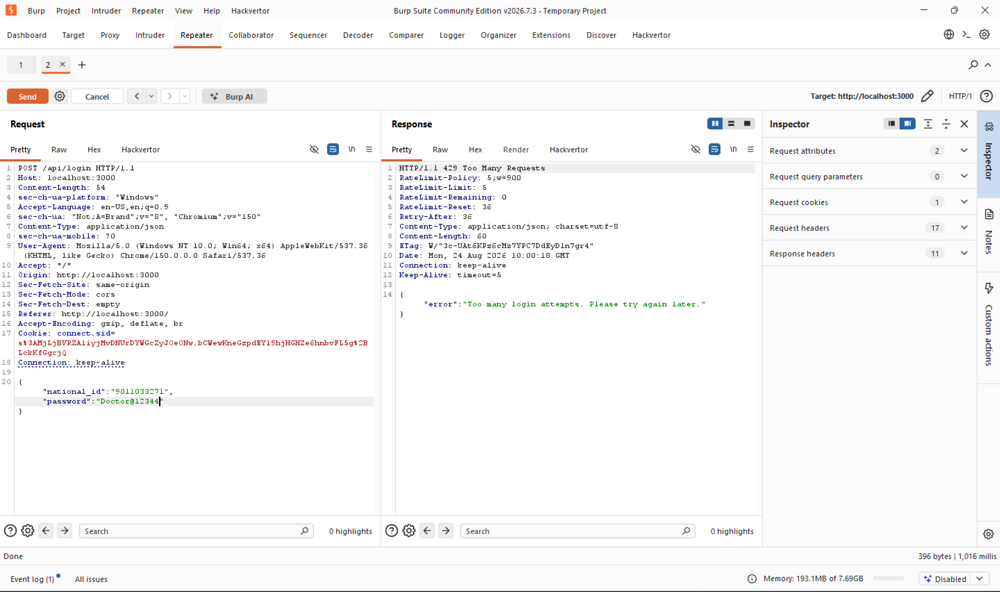 Burp Project Intruder Repeater View Help Hackvertor Burp Suite Community Edition v2026.7.3 - Temporary Project
Dashboard Target Proxy Intruder Repeater Collaborator Sequencer Decoder Comparer Logger Organizer Extensions Discover Hackvertor
1 2
Send Cancel Burp AI Target: http://localhost:3000 HTTP/1
Request
Pretty Raw Hex Hackvertor \n
1 POST /api/login HTTP/1.1
2 Host: localhost:3000
3 Content-Length: 54
4 sec-ch-ua-platform: "Windows"
5 Accept-Language: en-US,en;q=0.9
6 sec-ch-ua: "Not;A=Brand";v="8", "Chromium";v="150"
7 Content-Type: application/json
8 sec-ch-ua-mobile: ?0
9 User-Agent: Mozilla/5.0 (Windows NT 10.0; Win64; x64) AppleWebKit/537.36
(KHTML, like Gecko) Chrome/150.0.0.0 Safari/537.36
10 Accept: */*
11 Origin: http://localhost:3000
12 Sec-Fetch-Site: same-origin
13 Sec-Fetch-Mode: cors
14 Sec-Fetch-Dest: empty
15 Referer: http://localhost:3000/
16 Accept-Encoding: gzip, deflate, br
17 Cookie: connect.sid=
s%3AMjLjBVRZAliyjMvDNUrDYWGcZyJ0e0Nw.bCWewKneGzpdEYl9hjHGHZe6hnbvFL5g%2B
LckKfGgcjQ
18 Connection: keep-alive
19
20 {
"national_id":"9011033271",
"password":"Doctor@12344"
}
Search 0 highlights
Response
Pretty Raw Hex Render Hackvertor \n
1 HTTP/1.1 429 Too Many Requests
2 RateLimit-Policy: 5;w=900
3 RateLimit-Limit: 5
4 RateLimit-Remaining: 0
5 RateLimit-Reset: 36
6 Retry-After: 36
7 Content-Type: application/json; charset=utf-8
8 Content-Length: 60
9 ETag: W/"3c-UAt6KPz6cMz7YPC7DdEyDln7gr4"
10 Date: Mon, 24 Aug 2026 10:00:18 GMT
11 Connection: keep-alive
12 Keep-Alive: timeout=5
13
14 {
"error":"Too many login attempts. Please try again later."
}
Search 0 highlights
Inspector
Request attributes 2
Request query parameters 0
Request cookies 1
Request headers 17
Response headers 11
Inspector
Notes
Custom actions
Done 396 bytes | 1,016 millis
Event log (1) All issues Memory: 193.1MB of 7.69GB Disabled